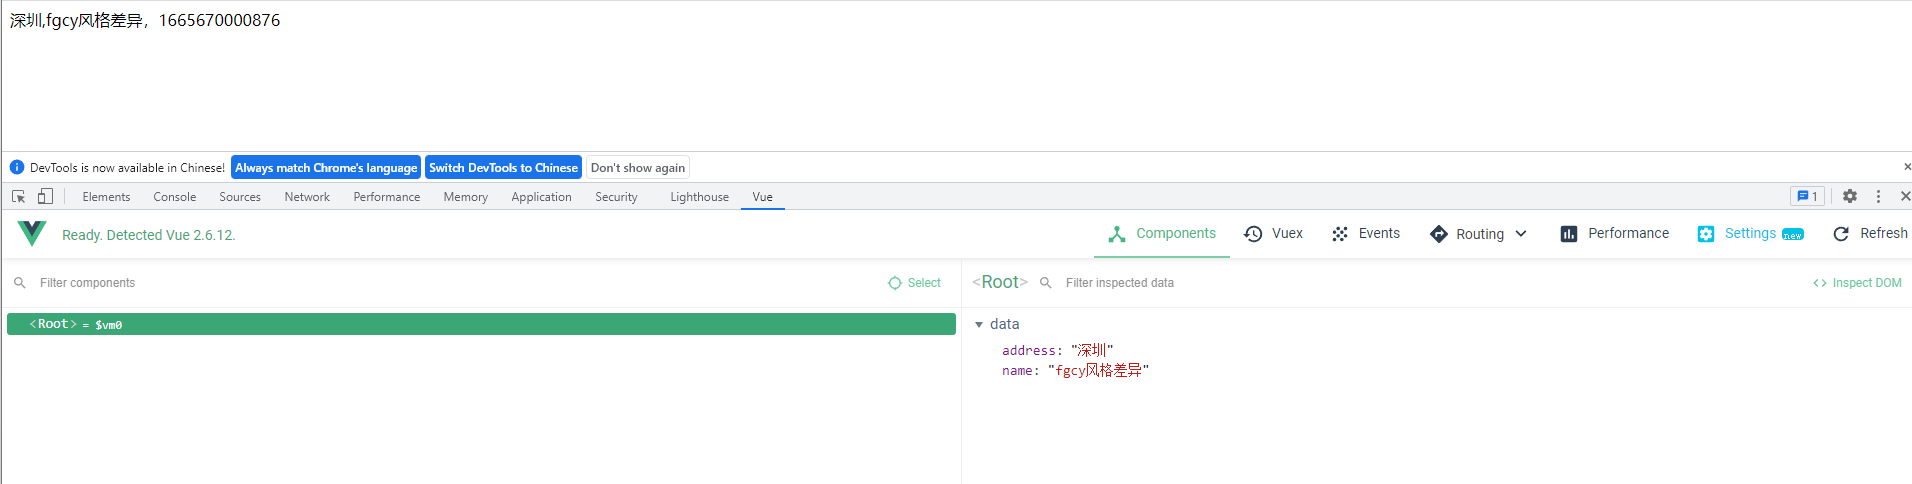 深圳,fgcy风格差异，1665670000876
DevTools is now available in Chinese! Always match Chrome's language Switch DevTools to Chinese Don't show again
Elements Console Sources Network Performance Memory Application Security Lighthouse Vue 1
Ready. Detected Vue 2.6.12. Components Vuex Events Routing Performance Settings new Refresh
Filter components Select <Root> Filter inspected data <> Inspect DOM
<Root> = $vm0
data
address: "深圳"
name: "fgcy风格差异"